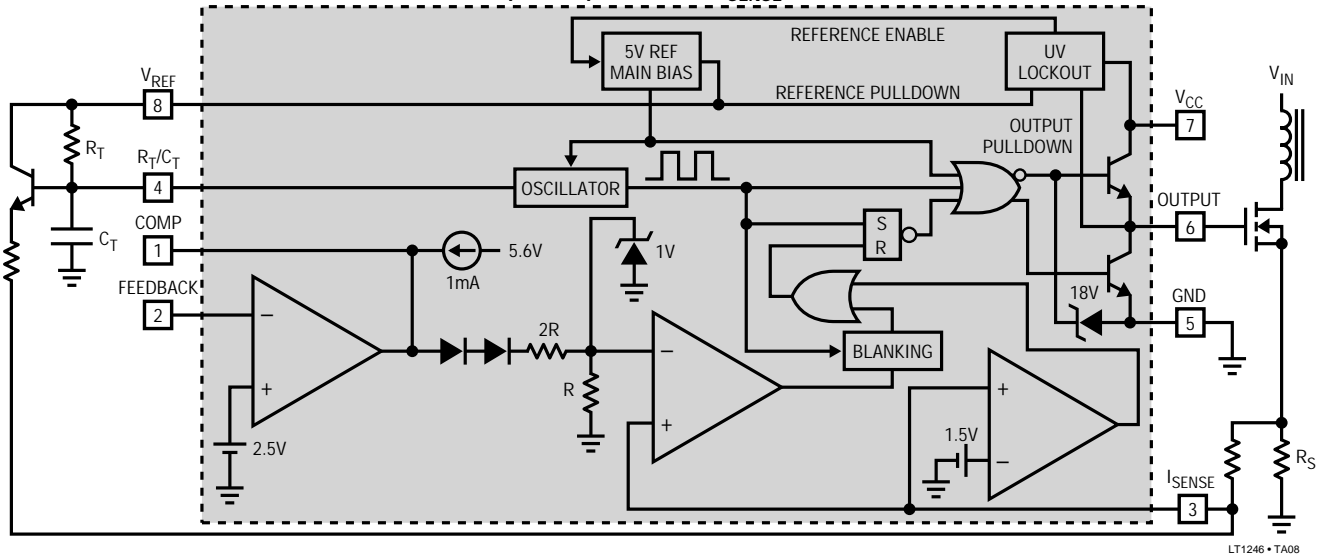 SENSE
REFERENCE ENABLE
5V REF
MAIN BIAS
UV
LOCKOUT
V_IN
V_REF
8
REFERENCE PULLDOWN
V_CC
7
R_T
OUTPUT
PULLDOWN
R_T/C_T
4
OSCILLATOR
COMP
1
C_T
5.6V
1mA
1V
S
R
OUTPUT
6
FEEDBACK
2
18V
GND
5
2R
−
−
BLANKING
R
+
+
+
2.5V
1.5V
−
I_SENSE
3
R_S
LT1246 • TA08